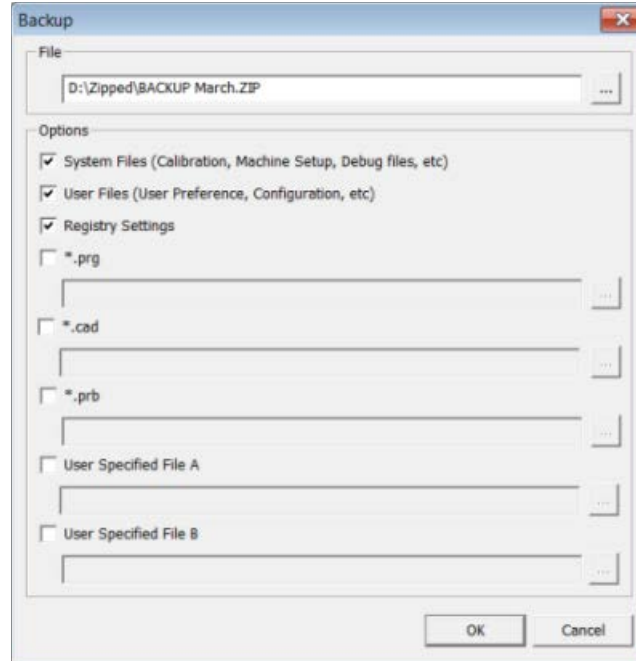 Backup
File
D:\Zipped\BACKUP March.ZIP
...
Options
System Files (Calibration, Machine Setup, Debug files, etc)
User Files (User Preference, Configuration, etc)
Registry Settings
*.prg
...
*.cad
...
*.prb
...
User Specified File A
...
User Specified File B
...
OK Cancel